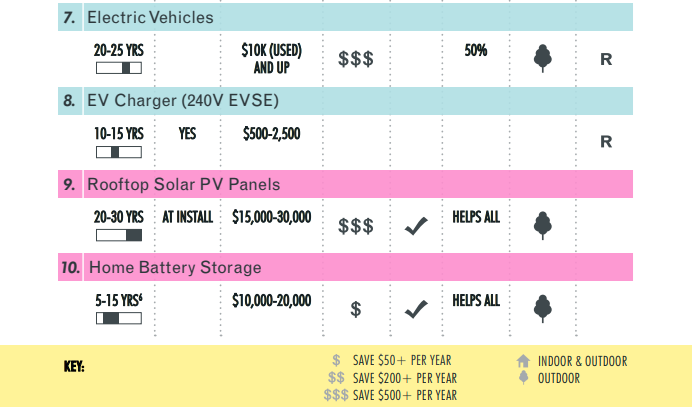 7. Electric Vehicles
20-25 YRS $10K (USED) $$$ 50% R
AND UP
8. EV Charger (240V EVSE)
10-15 YRS YES $500-2,500 R
9. Rooftop Solar PV Panels
20-30 YRS AT INSTALL $15,000-30,000 $$$ HELPS ALL
10. Home Battery Storage
5-15 YRS⁶ $10,000-20,000 $ HELPS ALL
KEY: $ SAVE $50+ PER YEAR INDOOR & OUTDOOR
$$ SAVE $200+ PER YEAR OUTDOOR
$$$ SAVE $500+ PER YEAR